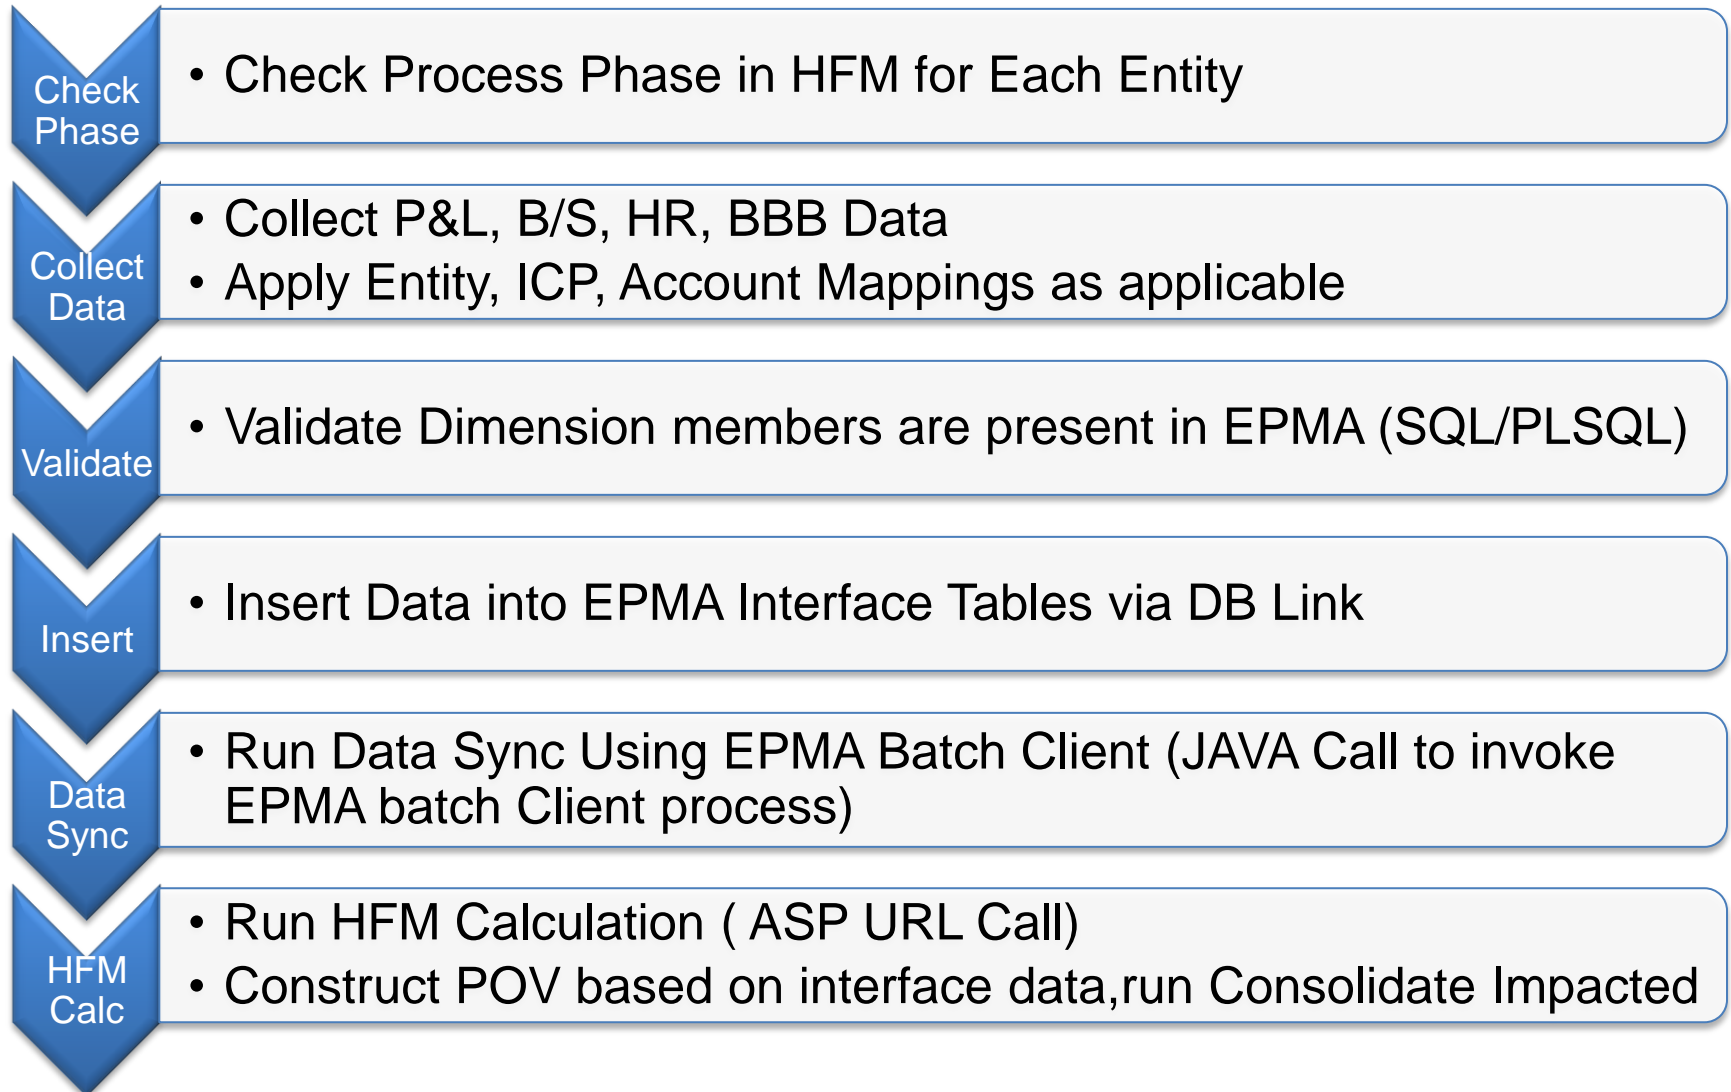 Check
Phase
• Check Process Phase in HFM for Each Entity
Collect
Data
• Collect P&L, B/S, HR, BBB Data
• Apply Entity, ICP, Account Mappings as applicable
Validate
• Validate Dimension members are present in EPMA (SQL/PLSQL)
Insert
• Insert Data into EPMA Interface Tables via DB Link
Data
Sync
• Run Data Sync Using EPMA Batch Client (JAVA Call to invoke
EPMA batch Client process)
HFM
Calc
• Run HFM Calculation ( ASP URL Call)
• Construct POV based on interface data,run Consolidate Impacted